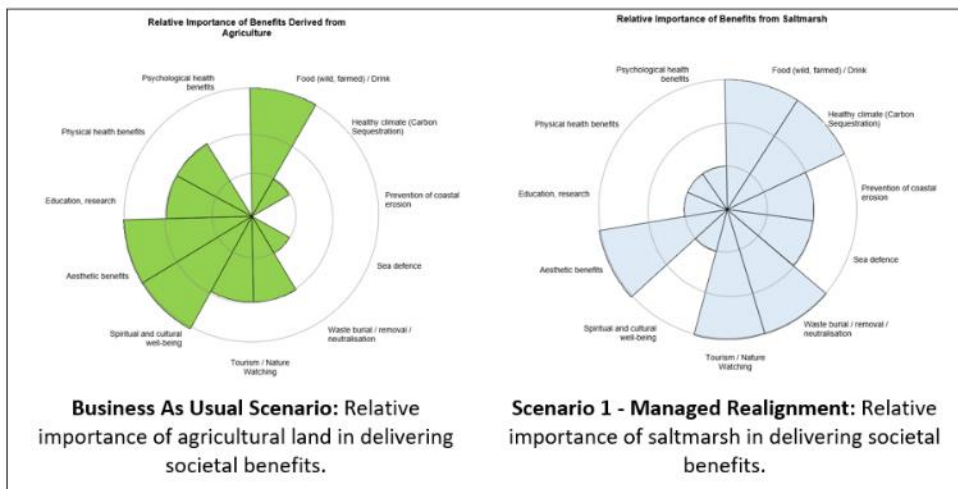 Relative Importance of Benefits Derived from
Agriculture
Psychological health
benefits
Food (wild, farmed) / Drink
Physical health benefits
Healthy climate (Carbon
Sequestration)
Education, research
Prevention of coastal
erosion
Aesthetic benefits
Sea defence
Spiritual and cultural
well-being
Waste burial / removal /
neutralisation
Tourism / Nature
Watching
Business As Usual Scenario: Relative
importance of agricultural land in delivering
societal benefits.
Relative Importance of Benefits from Saltmarsh
Psychological health
benefits
Food (wild, farmed) / Drink
Physical health benefits
Healthy climate (Carbon
Sequestration)
Education, research
Prevention of coastal
erosion
Aesthetic benefits
Sea defence
Spiritual and cultural
well-being
Waste burial / removal /
neutralisation
Tourism / Nature
Watching
Scenario 1 - Managed Realignment: Relative
importance of saltmarsh in delivering societal
benefits.